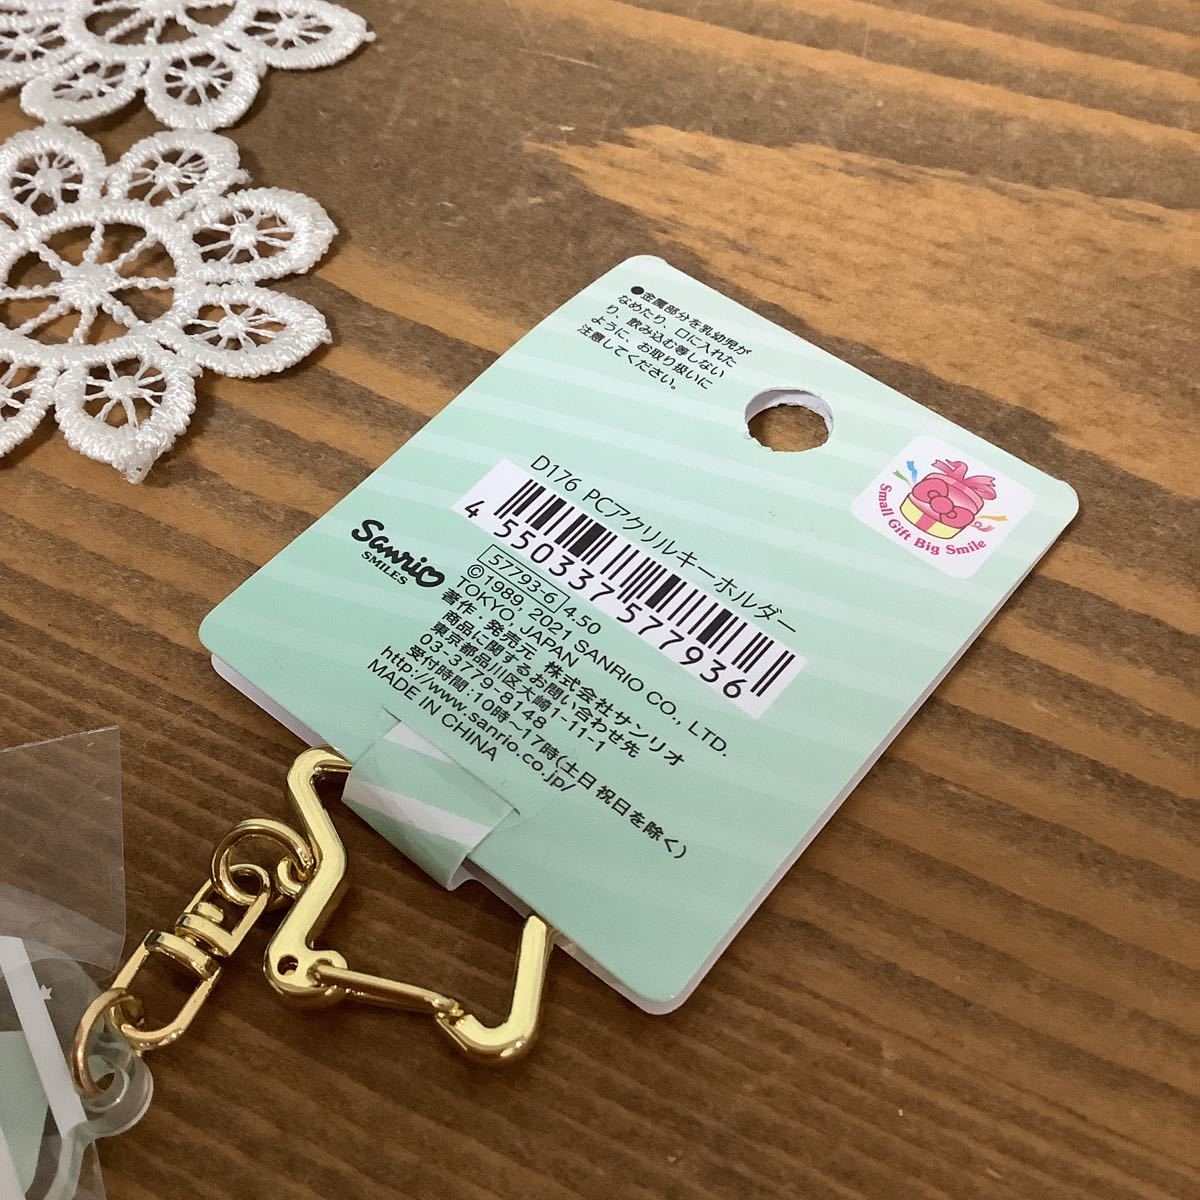 ●金属部分を乳幼児が
なめたり、口に入れた
り、飲み込む等しない
ように、お取り扱いに
注意してください。
Small Gift Big Smile
D176 PCアクリルキーホルダー
4 550337 577936
Sanrio
SMILES
57793-6 4.50
©1989, 2021 SANRIO CO., LTD.
TOKYO, JAPAN
著作・発売元 株式会社サンリオ
商品に関するお問い合わせ先
東京都品川区大崎1-11-1
03-3779-8148
受付時間:10時〜17時(土日 祝日を除く)
http://www.sanrio.co.jp/
MADE IN CHINA